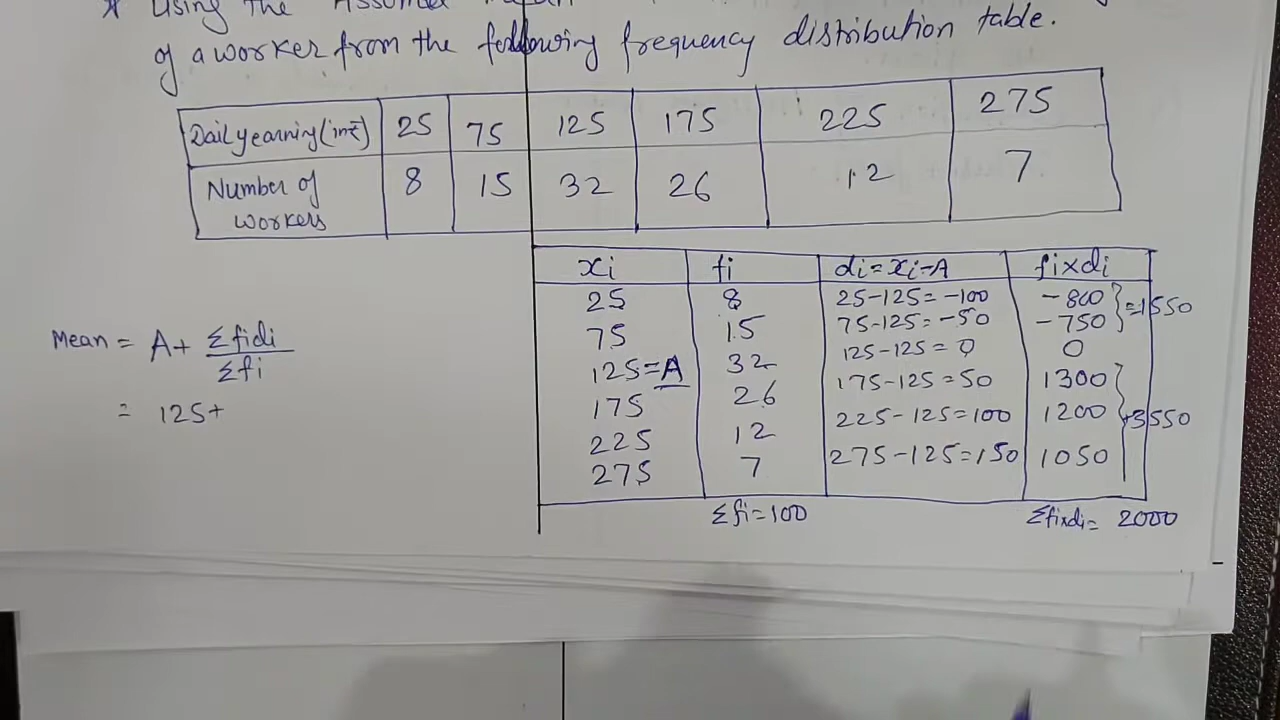 * Using the Assumed
of a worker from the following frequency distribution table.
Daily earning (in ₹) 25 75 125 175 225 275
Number of workers 8 15 32 26 12 7
xi fi di = xi-A fixdi
25 8 25-125 = -100 -800
75 15 75-125 = -50 -750
=-1550
125=A 32 125-125 = 0 0
175 26 175-125 = 50 1300
225 12 225-125 = 100 1200
+3550
275 7 275-125 = 150 1050
Σfi = 100 Σfixdi = 2000
Mean = A + Σfidi / Σfi
= 125+